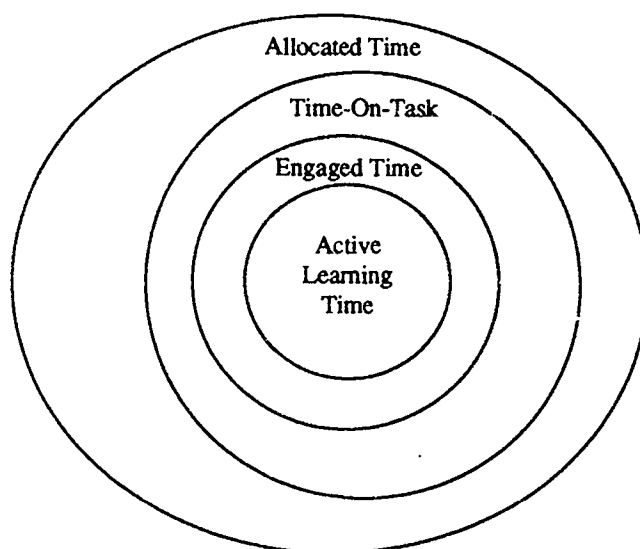 Allocated Time
Time-On-Task
Engaged Time
Active
Learning
Time